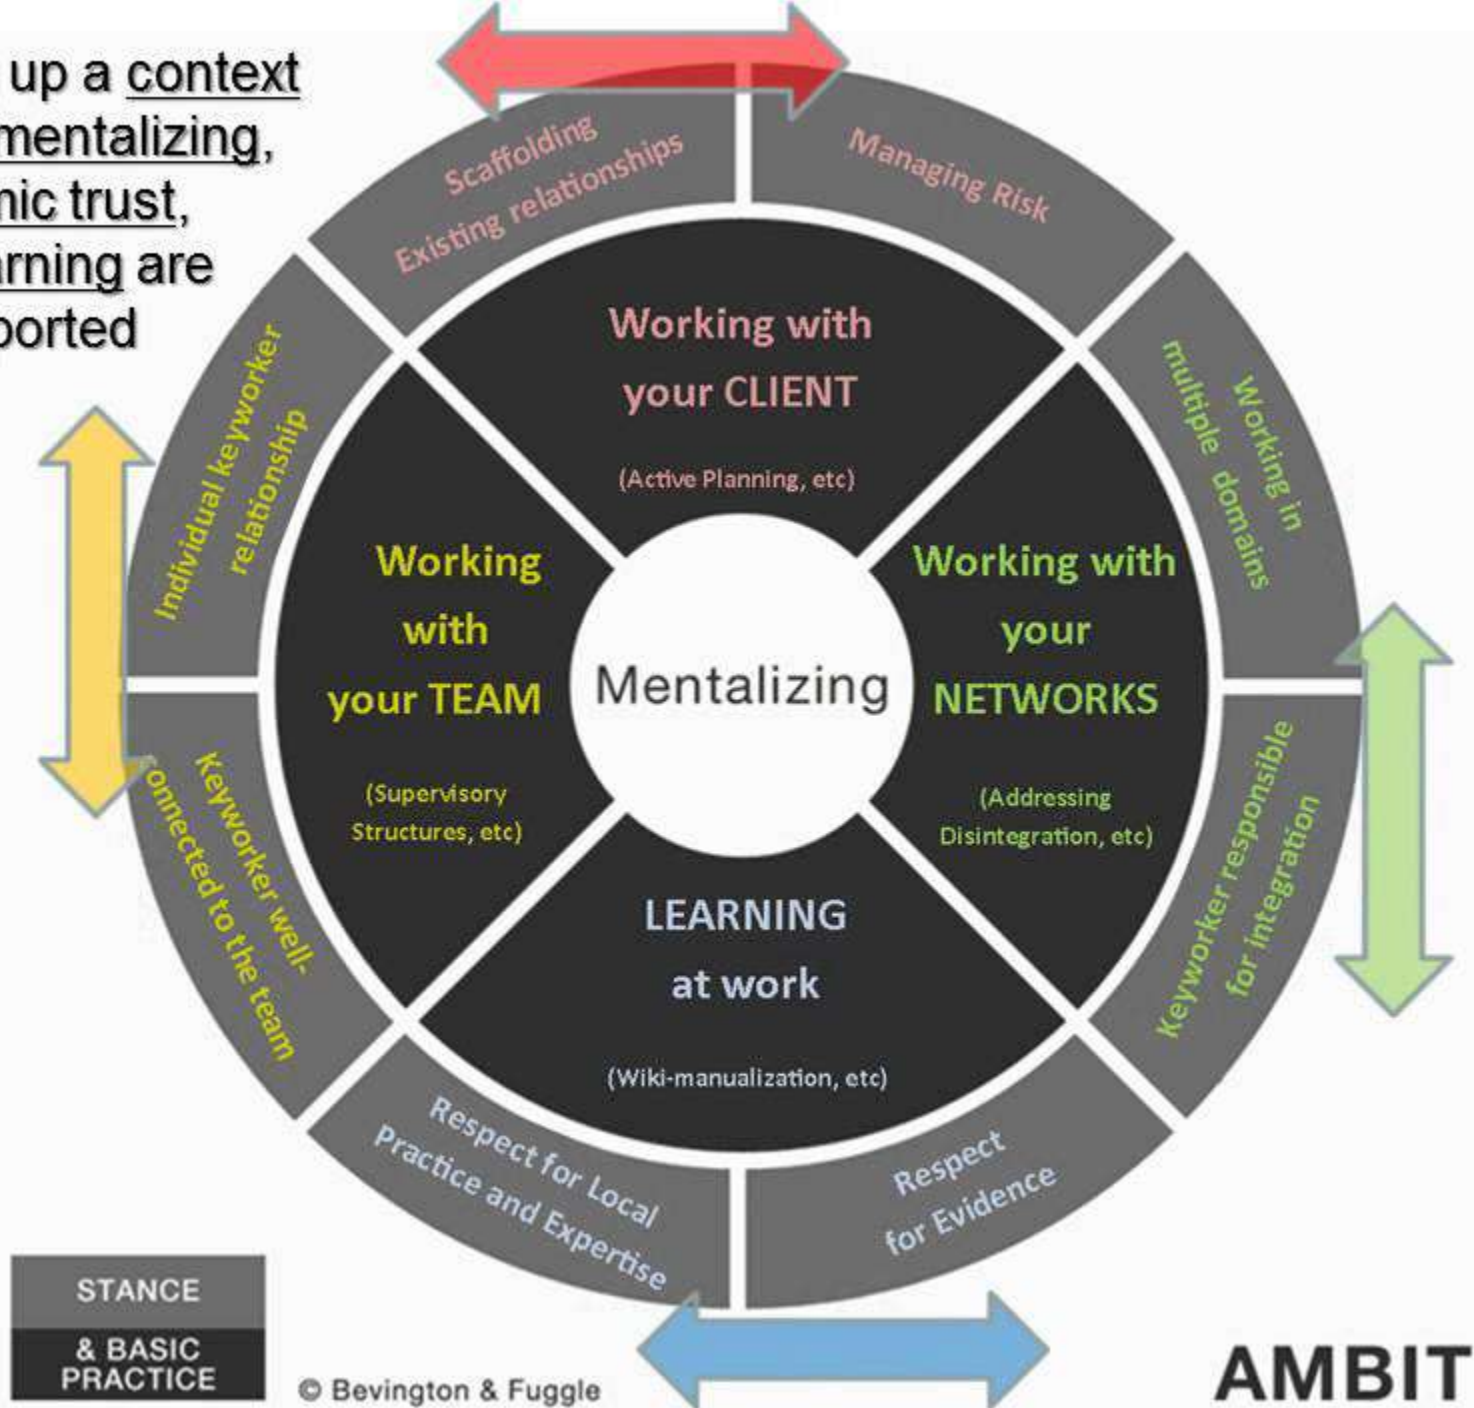 up a context
mentalizing,
mic trust,
arning are
ported
Scaffolding
Existing relationships
Managing Risk
Working in
multiple domains
Keyworker responsible
for integration
Respect
for Evidence
Respect for Local
Practice and Expertise
Keyworker well-
connected to the team
Individual keyworker
relationship
Working with
your CLIENT
(Active Planning, etc)
Working with
your
NETWORKS
(Addressing
Disintegration, etc)
LEARNING
at work
(Wiki-manualization, etc)
Working
with
your TEAM
(Supervisory
Structures, etc)
Mentalizing
STANCE
& BASIC
PRACTICE
© Bevington & Fuggle
AMBIT